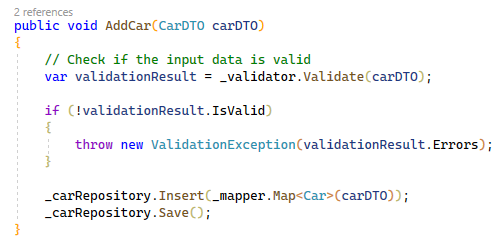 2 references
public void AddCar(CarDTO carDTO)
{
    // Check if the input data is valid
    var validationResult = _validator.Validate(carDTO);

    if (!validationResult.IsValid)
    {
        throw new ValidationException(validationResult.Errors);
    }

    _carRepository.Insert(_mapper.Map<Car>(carDTO));
    _carRepository.Save();
}